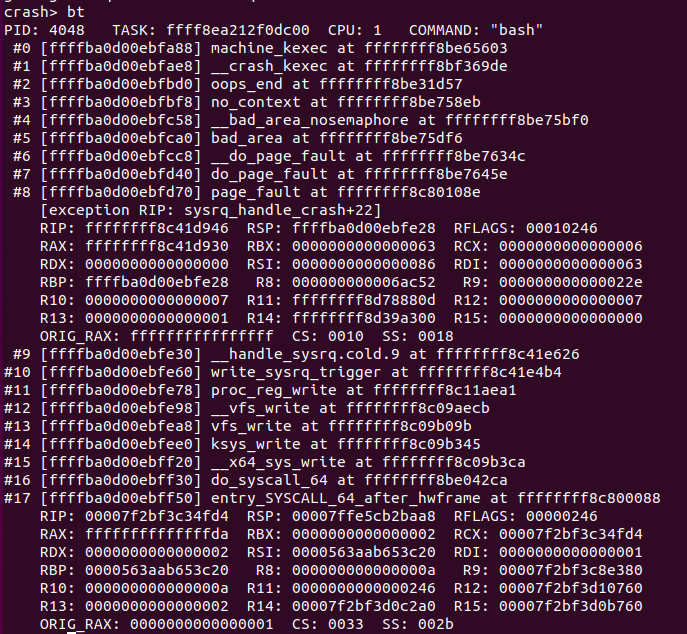 crash> bt
PID: 4048   TASK: ffff8ea212f0dc00  CPU: 1   COMMAND: "bash"
 #0 [ffffba0d00ebfa88] machine_kexec at ffffffff8be65603
 #1 [ffffba0d00ebfae8] __crash_kexec at ffffffff8bf369de
 #2 [ffffba0d00ebfbd0] oops_end at ffffffff8be31d57
 #3 [ffffba0d00ebfbf8] no_context at ffffffff8be758eb
 #4 [ffffba0d00ebfc58] __bad_area_nosemaphore at ffffffff8be75bf0
 #5 [ffffba0d00ebfca0] bad_area at ffffffff8be75df6
 #6 [ffffba0d00ebfcc8] __do_page_fault at ffffffff8be7634c
 #7 [ffffba0d00ebfd40] do_page_fault at ffffffff8be7645e
 #8 [ffffba0d00ebfd70] page_fault at ffffffff8c80108e
    [exception RIP: sysrq_handle_crash+22]
    RIP: ffffffff8c41d946  RSP: ffffba0d00ebfe28  RFLAGS: 00010246
    RAX: ffffffff8c41d930  RBX: 0000000000000063  RCX: 0000000000000006
    RDX: 0000000000000000  RSI: 0000000000000086  RDI: 0000000000000063
    RBP: ffffba0d00ebfe28   R8: 000000000006ac52   R9: 000000000000022e
    R10: 0000000000000007  R11: ffffffff8d78880d  R12: 0000000000000007
    R13: 0000000000000001  R14: ffffffff8d39a300  R15: 0000000000000000
    ORIG_RAX: ffffffffffffffff  CS: 0010  SS: 0018
 #9 [ffffba0d00ebfe30] __handle_sysrq.cold.9 at ffffffff8c41e626
#10 [ffffba0d00ebfe60] write_sysrq_trigger at ffffffff8c41e4b4
#11 [ffffba0d00ebfe78] proc_reg_write at ffffffff8c11aea1
#12 [ffffba0d00ebfe98] __vfs_write at ffffffff8c09aecb
#13 [ffffba0d00ebfea8] vfs_write at ffffffff8c09b09b
#14 [ffffba0d00ebfee0] ksys_write at ffffffff8c09b345
#15 [ffffba0d00ebff20] __x64_sys_write at ffffffff8c09b3ca
#16 [ffffba0d00ebff30] do_syscall_64 at ffffffff8be042ca
#17 [ffffba0d00ebff50] entry_SYSCALL_64_after_hwframe at ffffffff8c800088
    RIP: 00007f2bf3c34fd4  RSP: 00007ffe5cb2baa8  RFLAGS: 00000246
    RAX: ffffffffffffffda  RBX: 0000000000000002  RCX: 00007f2bf3c34fd4
    RDX: 0000000000000002  RSI: 0000563aab653c20  RDI: 0000000000000001
    RBP: 0000563aab653c20   R8: 000000000000000a   R9: 00007f2bf3c8e380
    R10: 000000000000000a  R11: 0000000000000246  R12: 00007f2bf3d10760
    R13: 0000000000000002  R14: 00007f2bf3d0c2a0  R15: 00007f2bf3d0b760
    ORIG_RAX: 0000000000000001  CS: 0033  SS: 002b